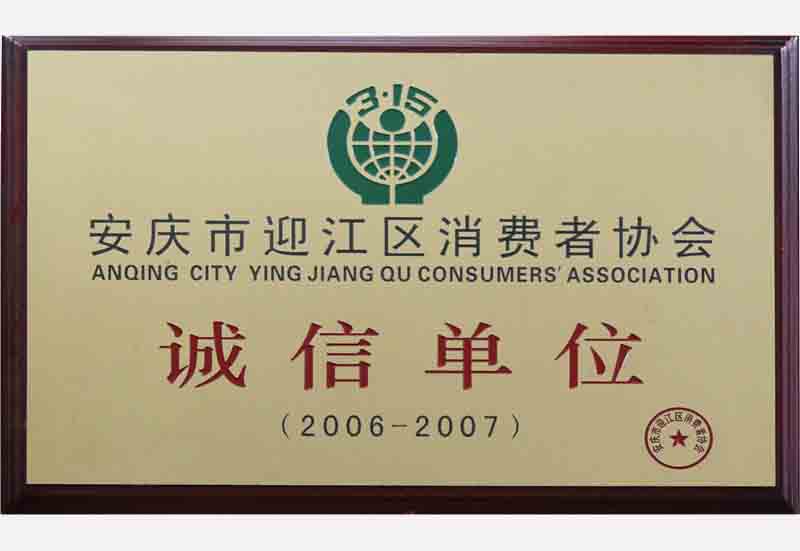 3·15
安庆市迎江区消费者协会
ANQING CITY YING JIANG QU CONSUMERS' ASSOCIATION
诚信单位
(2006-2007)
安庆市迎江区消费者协会